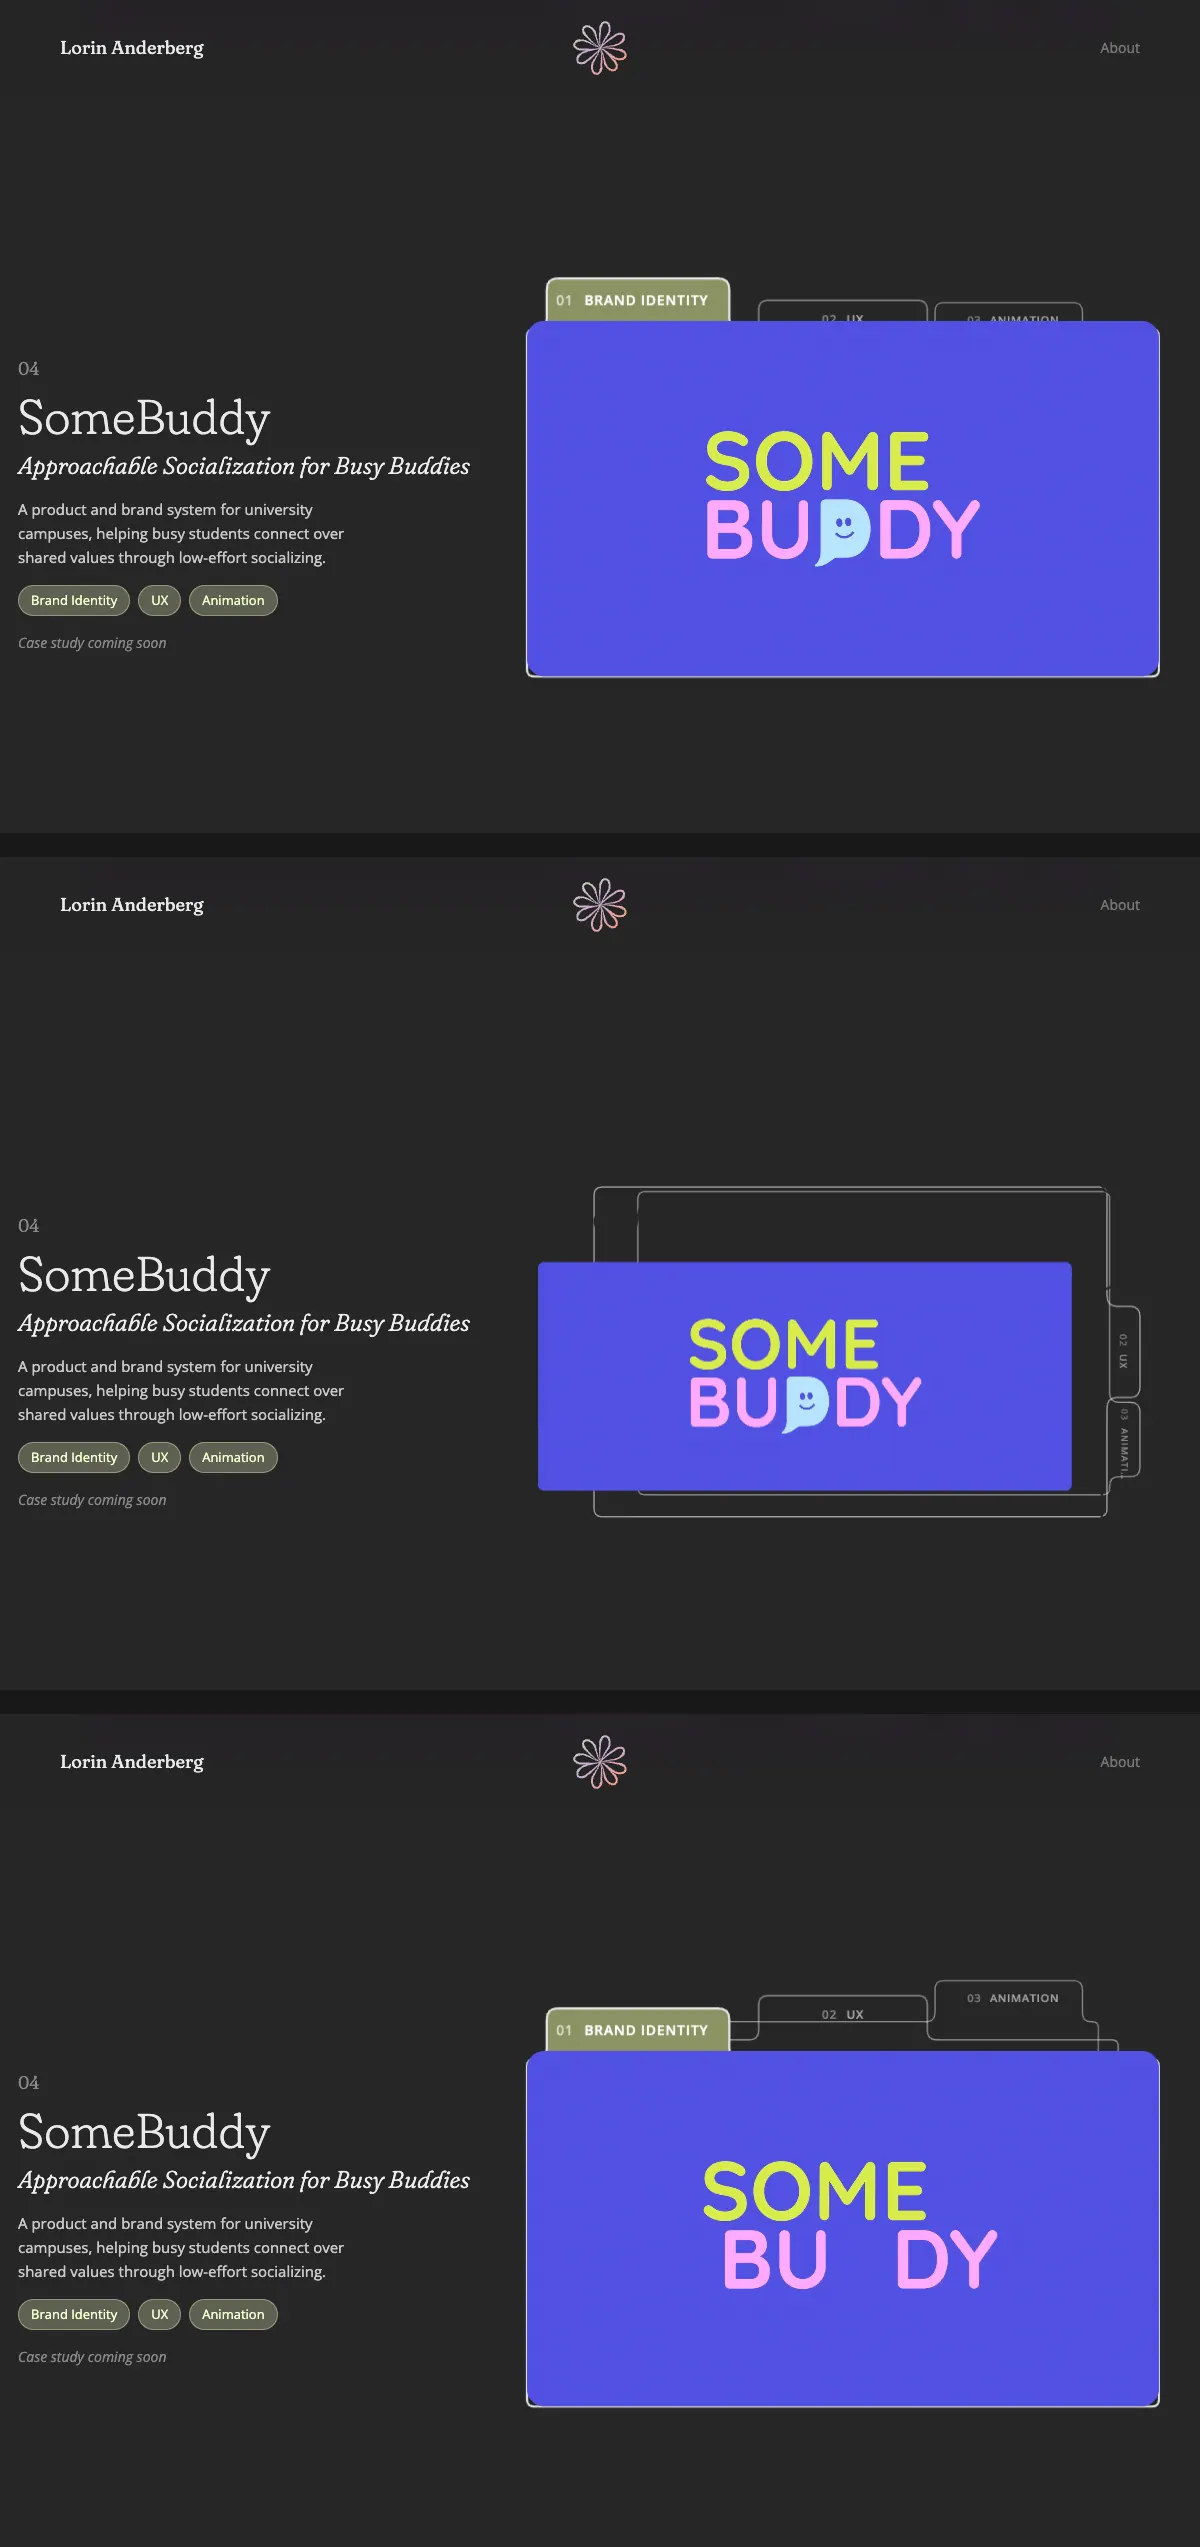 Lorin Anderberg
About
01 BRAND IDENTITY
02 UX
03 ANIMATION
04
SomeBuddy
Approachable Socialization for Busy Buddies
A product and brand system for university
campuses, helping busy students connect over
shared values through low-effort socializing.
Brand Identity
UX
Animation
Case study coming soon
SOME
BUDDY
Lorin Anderberg
About
04
SomeBuddy
Approachable Socialization for Busy Buddies
A product and brand system for university
campuses, helping busy students connect over
shared values through low-effort socializing.
Brand Identity
UX
Animation
Case study coming soon
SOME
BUDDY
02 UX
03 ANIMATI...
Lorin Anderberg
About
01 BRAND IDENTITY
02 UX
03 ANIMATION
04
SomeBuddy
Approachable Socialization for Busy Buddies
A product and brand system for university
campuses, helping busy students connect over
shared values through low-effort socializing.
Brand Identity
UX
Animation
Case study coming soon
SOME
BU DY